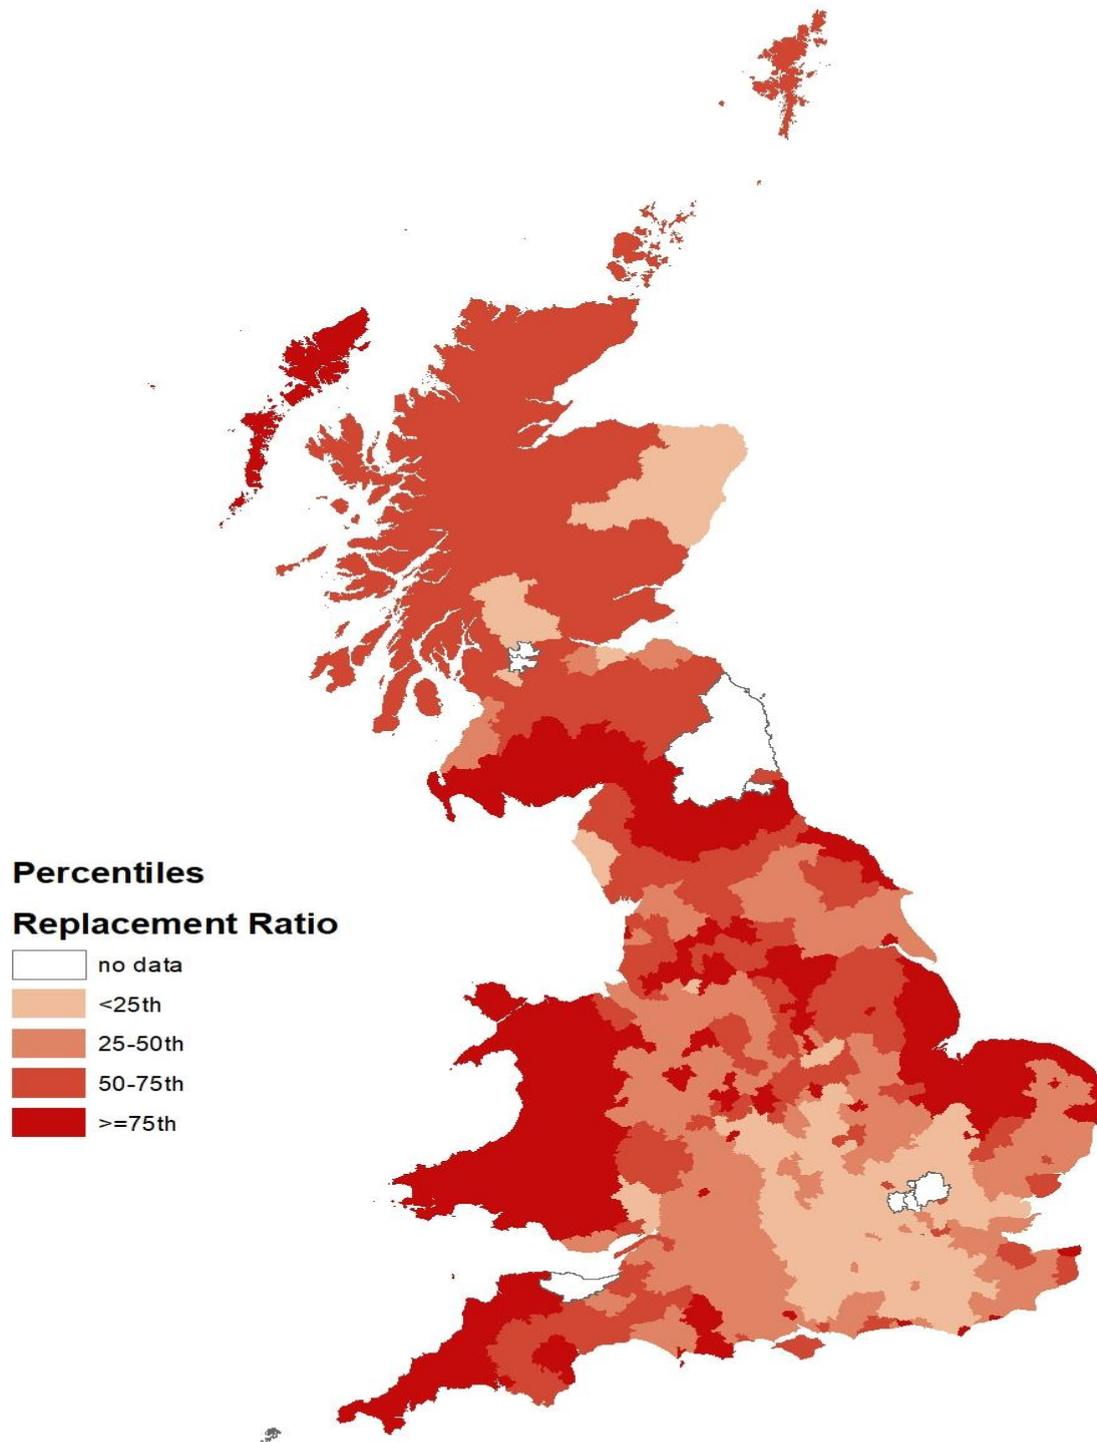 Percentiles
Replacement Ratio
no data
<25th
25-50th
50-75th
>=75th